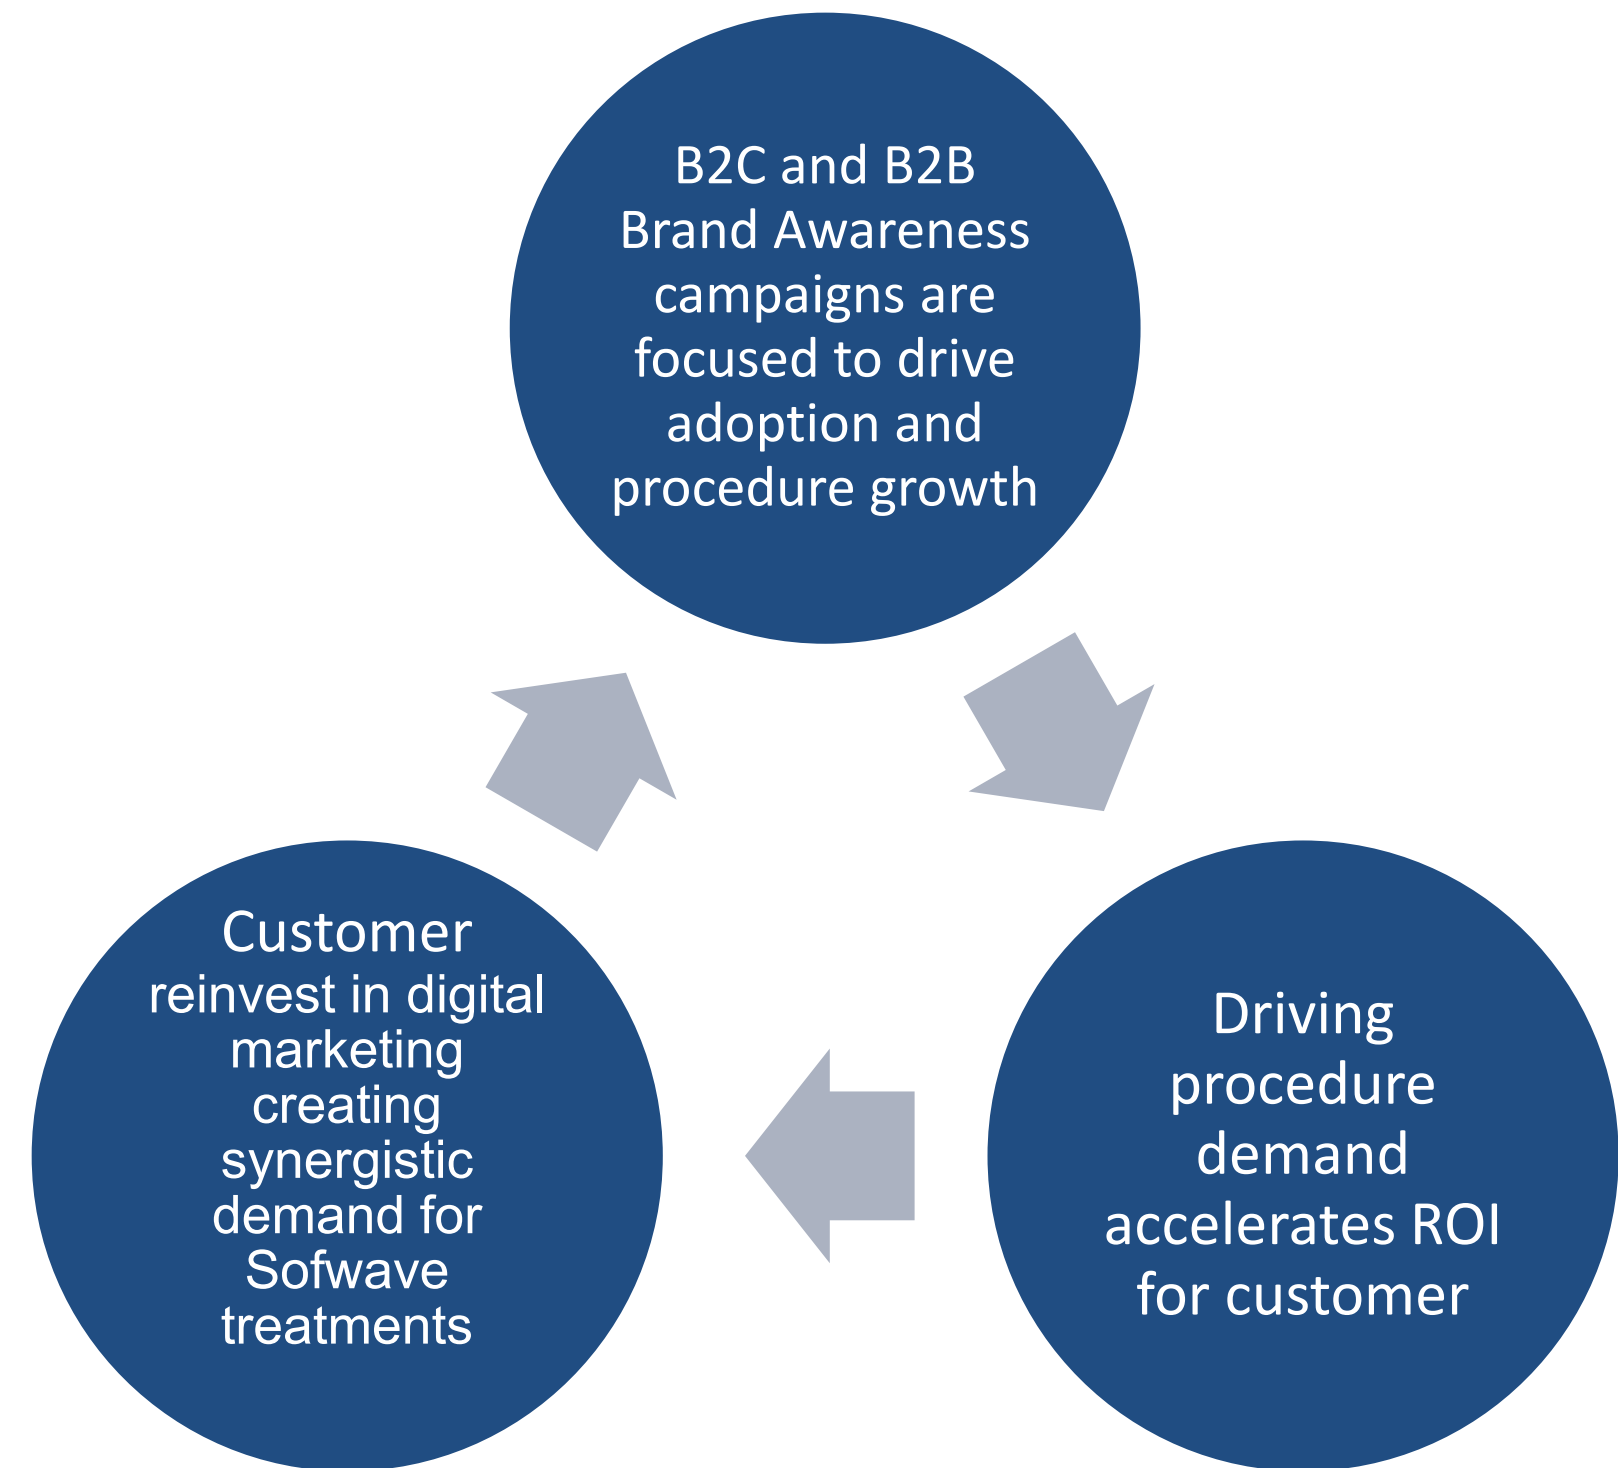 B2C and B2B
Brand Awareness
campaigns are
focused to drive
adoption and
procedure growth
Driving
procedure
demand
accelerates ROI
for customer
Customer
reinvest in digital
marketing
creating
synergistic
demand for
Sofwave
treatments